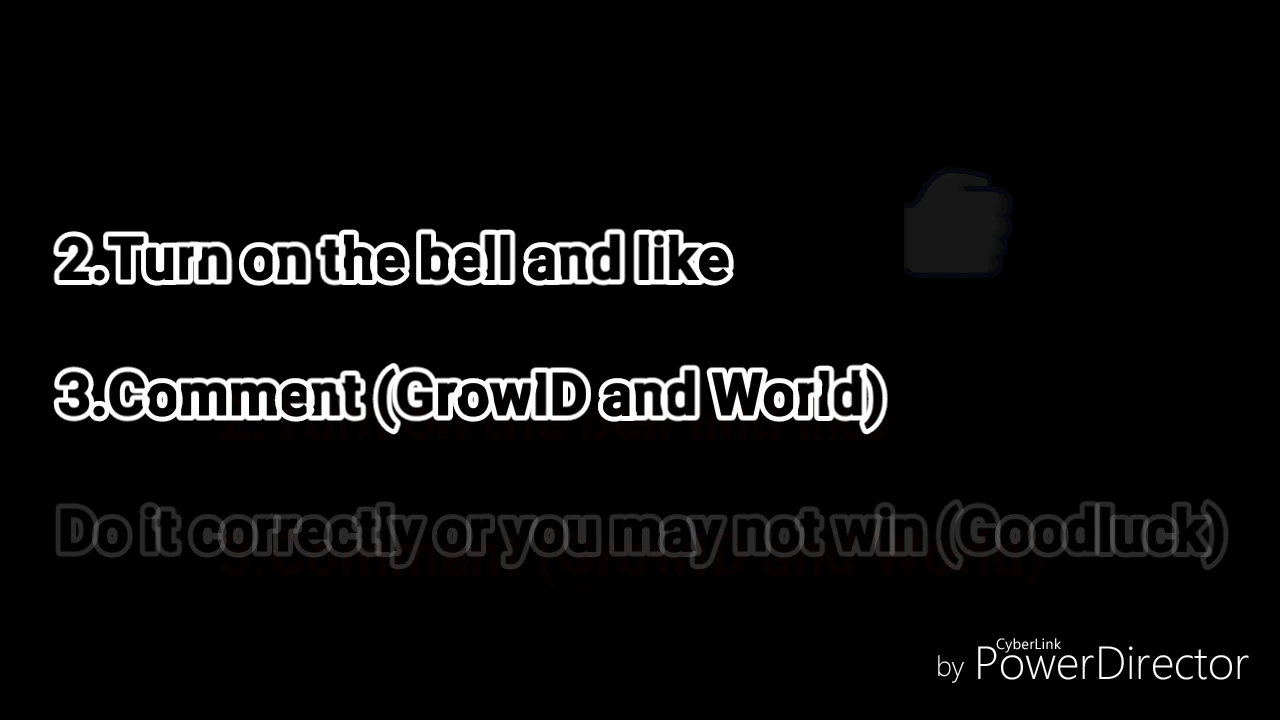 2.Turn on the bell and like
3.Comment (GrowID and World)
Do it correctly or you may not win (Goodluck)
CyberLink
by PowerDirector